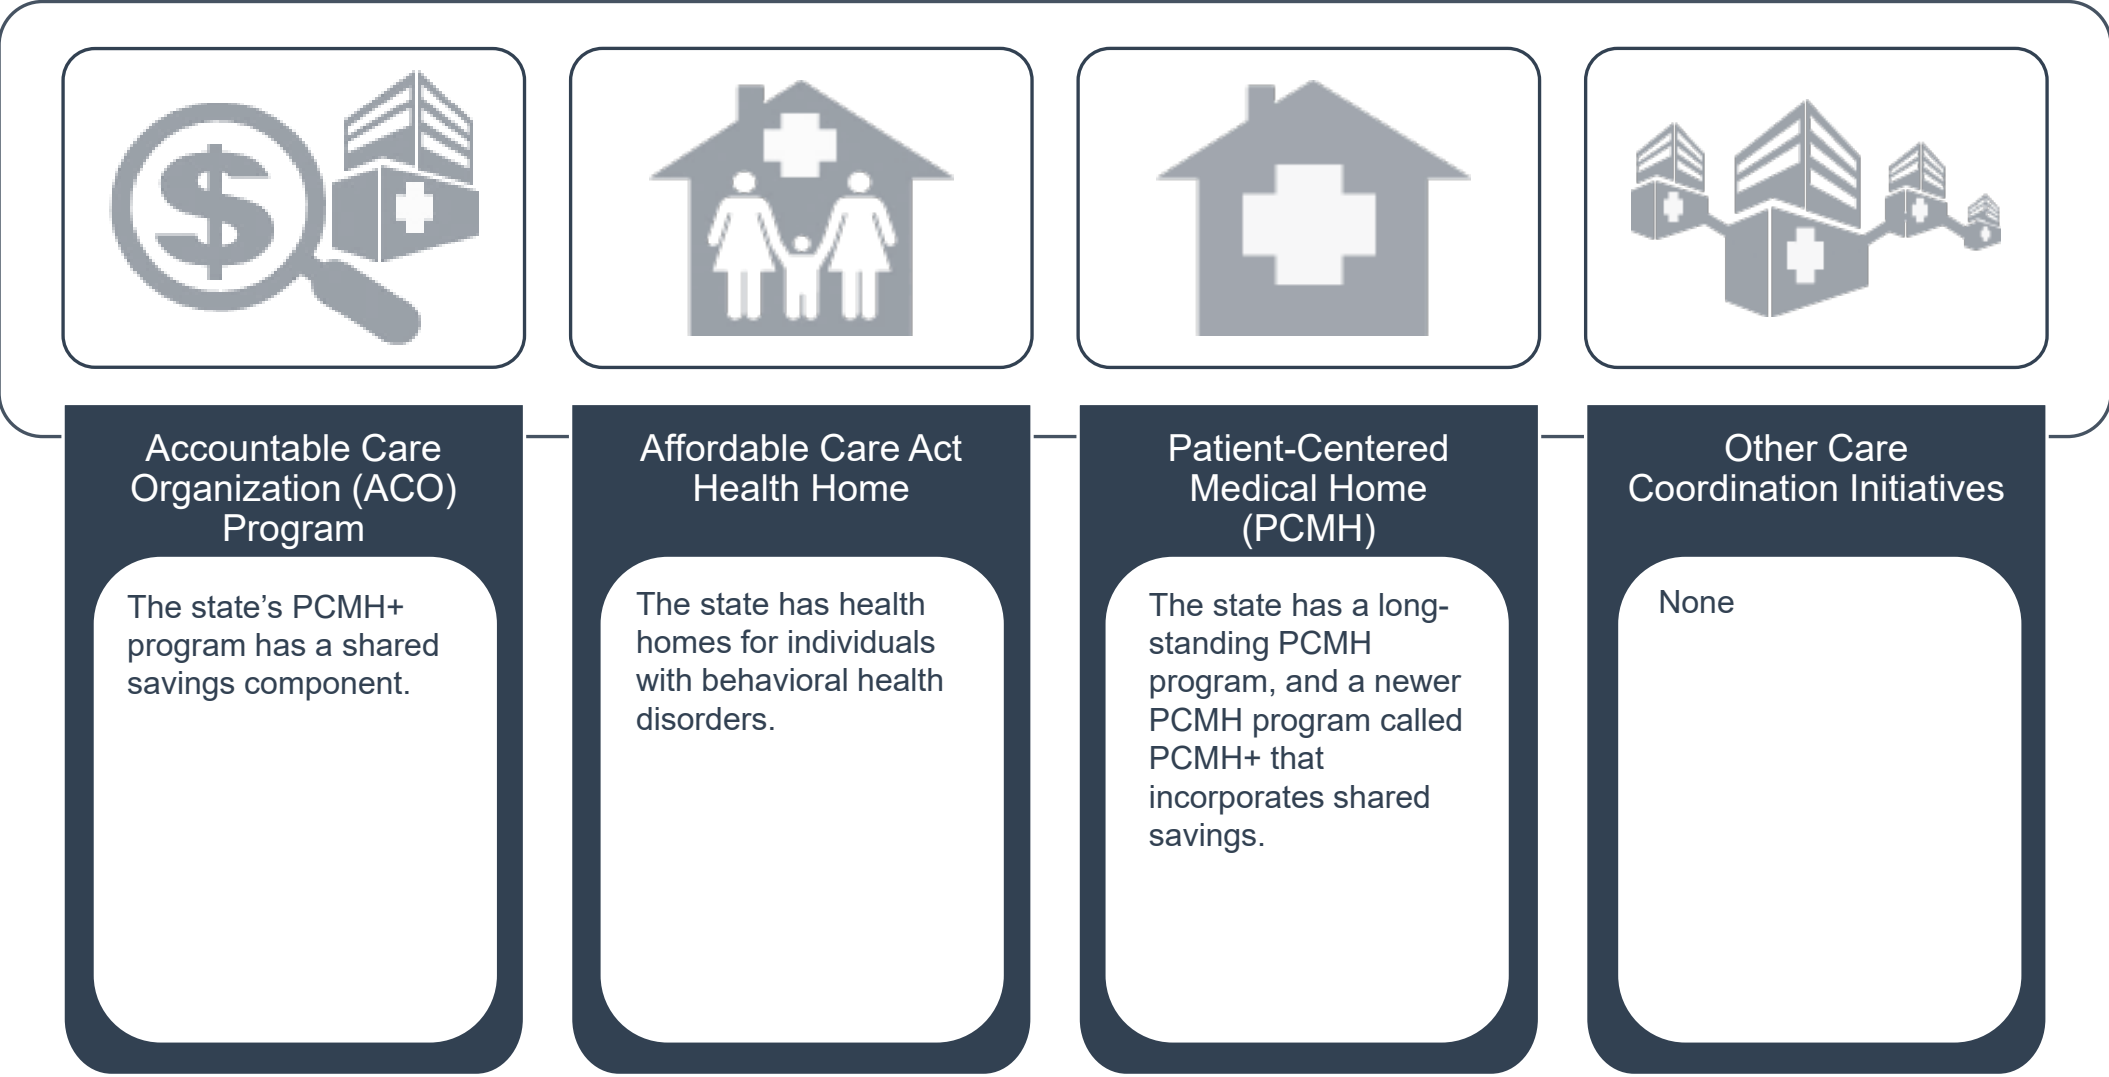 $
Accountable Care
Organization (ACO)
Program
The state’s PCMH+
program has a shared
savings component.
Affordable Care Act
Health Home
The state has health
homes for individuals
with behavioral health
disorders.
Patient-Centered
Medical Home
(PCMH)
The state has a long-
standing PCMH
program, and a newer
PCMH program called
PCMH+ that
incorporates shared
savings.
Other Care
Coordination Initiatives
None